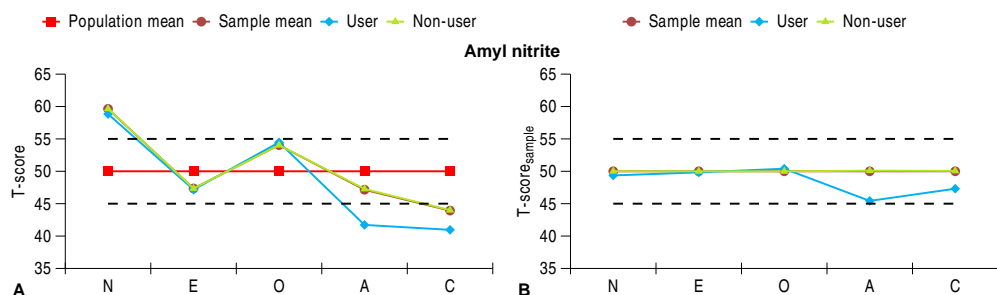 Population mean Sample mean User Non-user
Sample mean User Non-user
Amyl nitrite
T-score
65
60
55
50
45
40
35
N E O A C
A
T-score sample
65
60
55
50
45
40
35
N E O A C
B